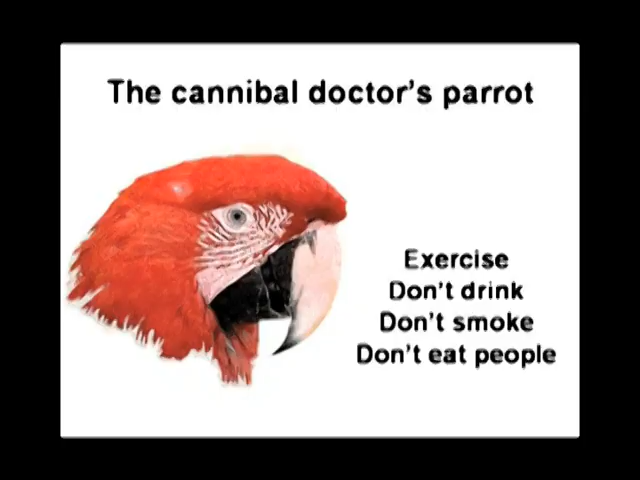 The cannibal doctor's parrot
Exercise
Don't drink
Don't smoke
Don't eat people